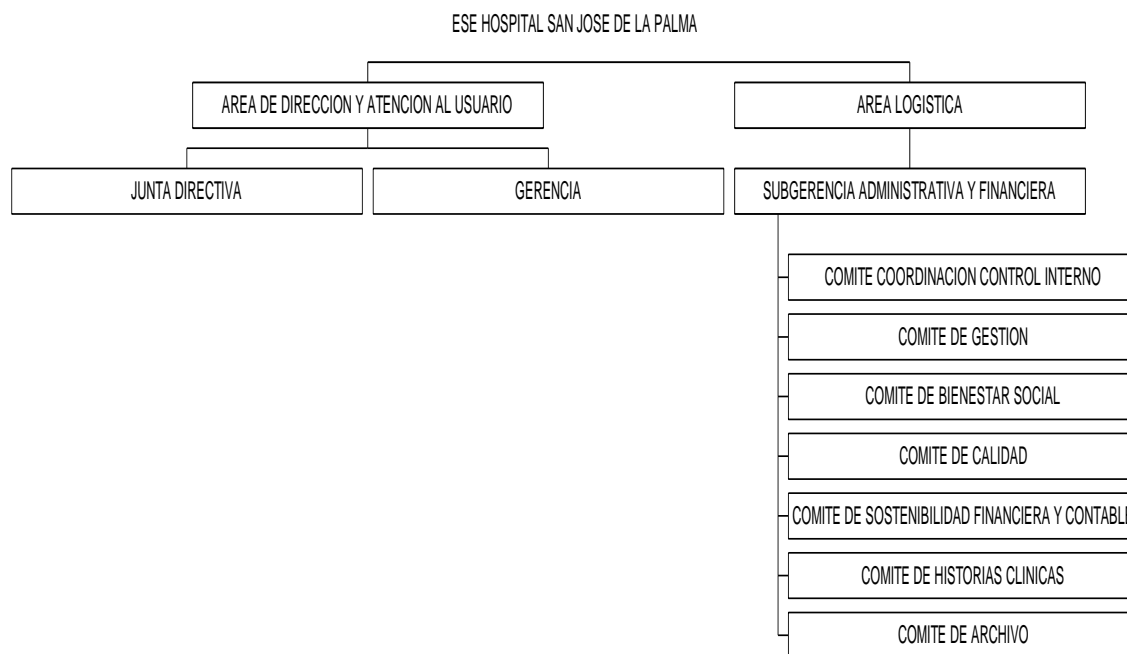 ESE HOSPITAL SAN JOSE DE LA PALMA
AREA DE DIRECCION Y ATENCION AL USUARIO
AREA LOGISTICA
JUNTA DIRECTIVA
GERENCIA
SUBGERENCIA ADMINISTRATIVA Y FINANCIERA
COMITE COORDINACION CONTROL INTERNO
COMITE DE GESTION
COMITE DE BIENESTAR SOCIAL
COMITE DE CALIDAD
COMITE DE SOSTENIBILIDAD FINANCIERA Y CONTABLE
COMITE DE HISTORIAS CLINICAS
COMITE DE ARCHIVO